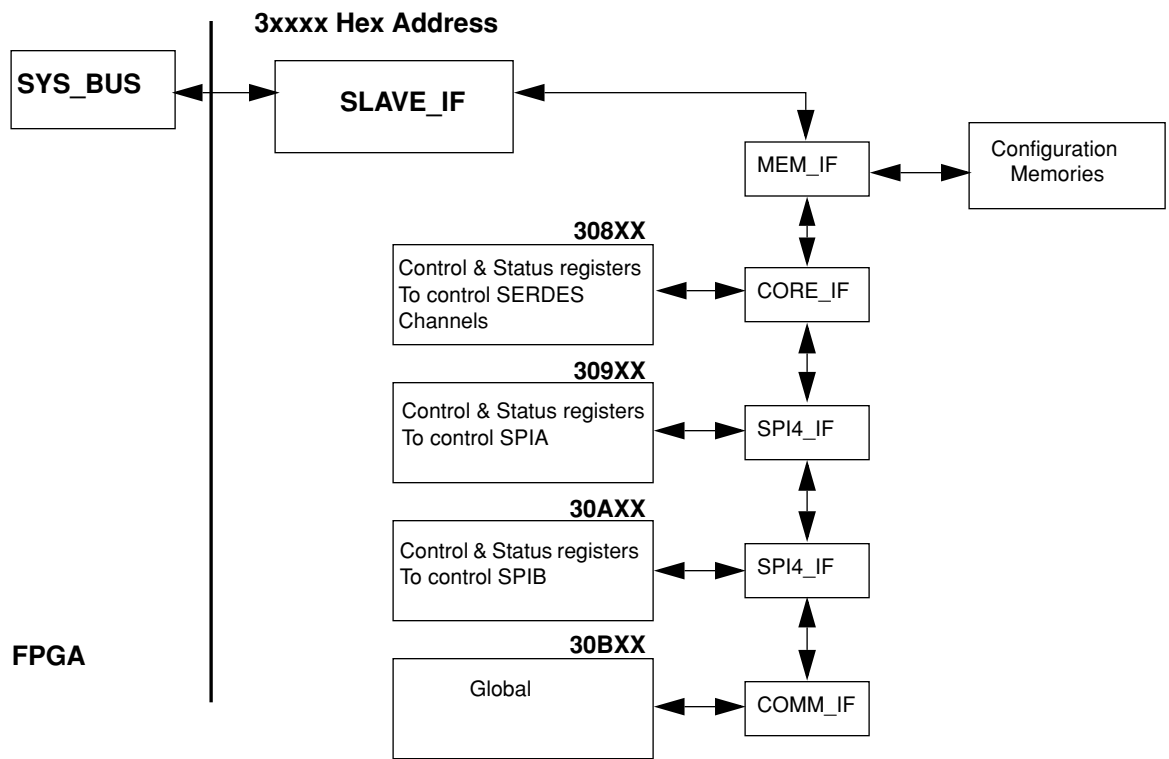 3xxxx Hex Address
SYS_BUS
SLAVE_IF
MEM_IF
Configuration
Memories
308XX
Control & Status registers
To control SERDES
Channels
CORE_IF
309XX
Control & Status registers
To control SPIA
SPI4_IF
30AXX
Control & Status registers
To control SPIB
SPI4_IF
30BXX
FPGA
Global
COMM_IF